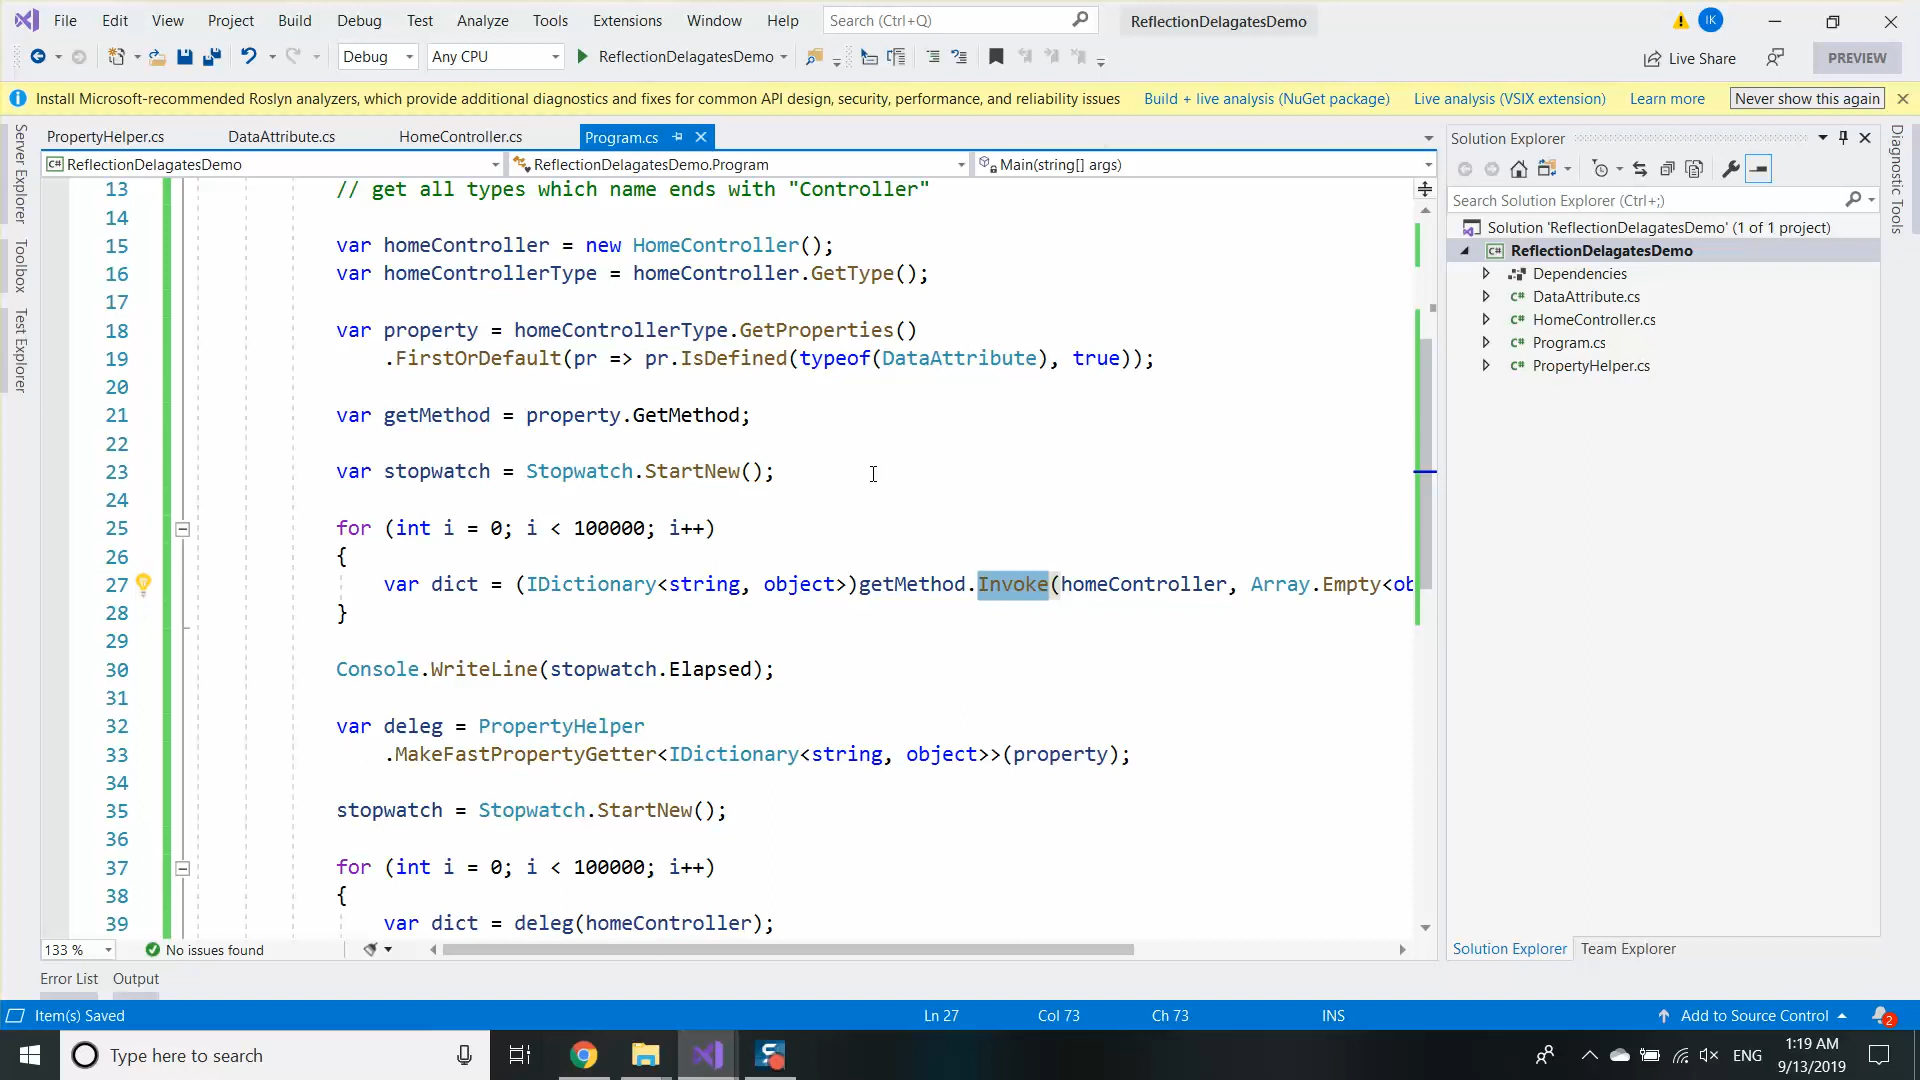 File Edit View Project Build Debug Test Analyze Tools Extensions Window Help Search (Ctrl+Q) ReflectionDelagatesDemo IK
Debug Any CPU ReflectionDelagatesDemo Live Share PREVIEW
Install Microsoft-recommended Roslyn analyzers, which provide additional diagnostics and fixes for common API design, security, performance, and reliability issues Build + live analysis (NuGet package) Live analysis (VSIX extension) Learn more Never show this again
Server Explorer
Toolbox
Test Explorer
PropertyHelper.cs DataAttribute.cs HomeController.cs Program.cs
C# ReflectionDelagatesDemo ReflectionDelagatesDemo.Program Main(string[] args)
13 // get all types which name ends with "Controller"
14
15 var homeController = new HomeController();
16 var homeControllerType = homeController.GetType();
17
18 var property = homeControllerType.GetProperties()
19 .FirstOrDefault(pr => pr.IsDefined(typeof(DataAttribute), true));
20
21 var getMethod = property.GetMethod;
22
23 var stopwatch = Stopwatch.StartNew();
24
25 for (int i = 0; i < 100000; i++)
26 {
27 var dict = (IDictionary<string, object>)getMethod.Invoke(homeController, Array.Empty<ob
28 }
29
30 Console.WriteLine(stopwatch.Elapsed);
31
32 var deleg = PropertyHelper
33 .MakeFastPropertyGetter<IDictionary<string, object>>(property);
34
35 stopwatch = Stopwatch.StartNew();
36
37 for (int i = 0; i < 100000; i++)
38 {
39 var dict = deleg(homeController);
133 % No issues found
Solution Explorer
Search Solution Explorer (Ctrl+;)
Solution 'ReflectionDelagatesDemo' (1 of 1 project)
C# ReflectionDelagatesDemo
Dependencies
C# DataAttribute.cs
C# HomeController.cs
C# Program.cs
C# PropertyHelper.cs
Solution Explorer Team Explorer
Diagnostic Tools
Error List Output
Item(s) Saved Ln 27 Col 73 Ch 73 INS Add to Source Control 2
Type here to search ENG 1:19 AM
9/13/2019